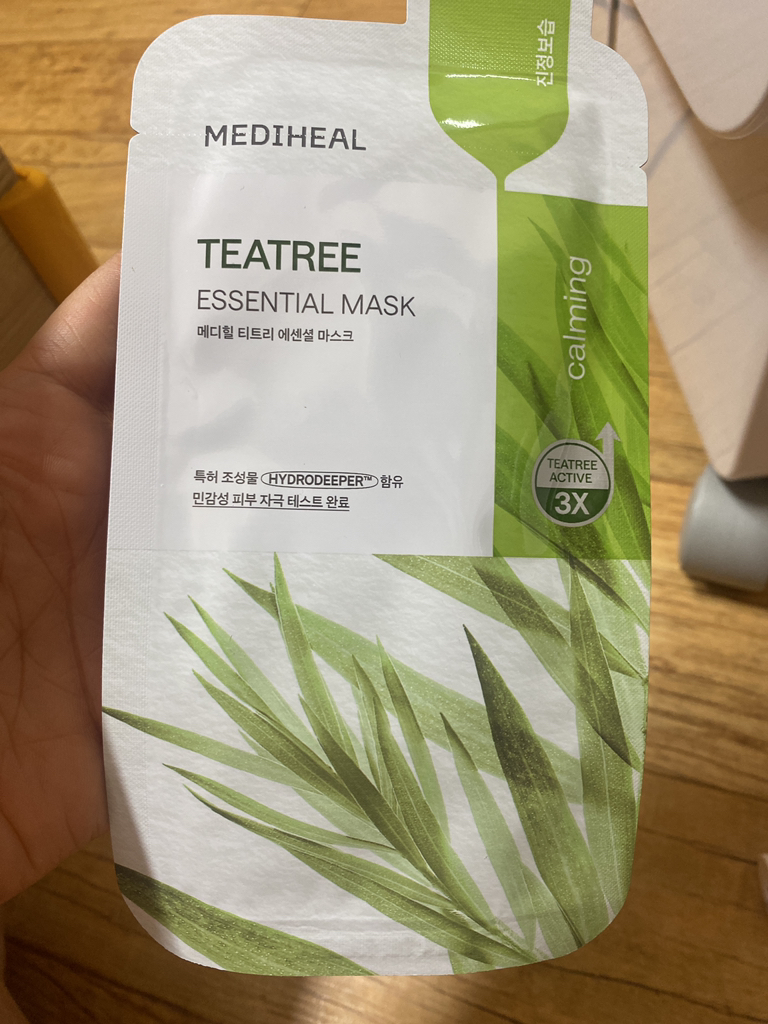 진정보습
MEDIHEAL
TEATREE
ESSENTIAL MASK
메디힐 티트리 에센셜 마스크
calming
TEATREE
ACTIVE
3X
특허 조성물 HYDRODEEPER™ 함유
민감성 피부 자극 테스트 완료